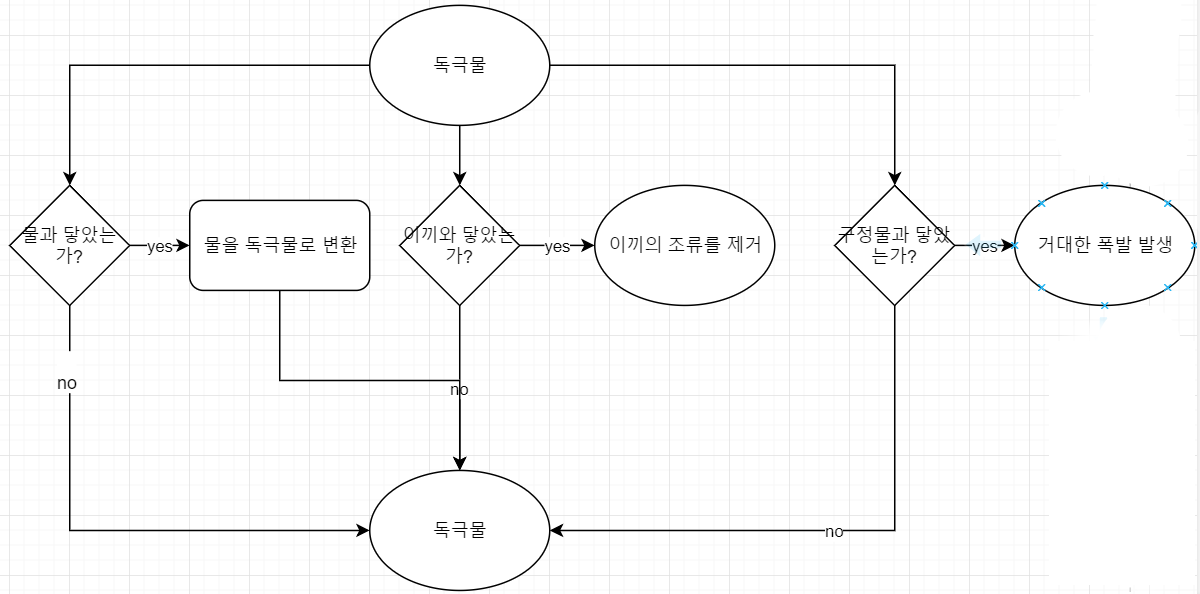 독극물
물과 닿았는
가?
yes
물을 독극물로 변환
이끼와 닿았는
가?
yes
이끼의 조류를 제거
구정물과 닿았
는가?
yes
거대한 폭발 발생
no
no
독극물
no